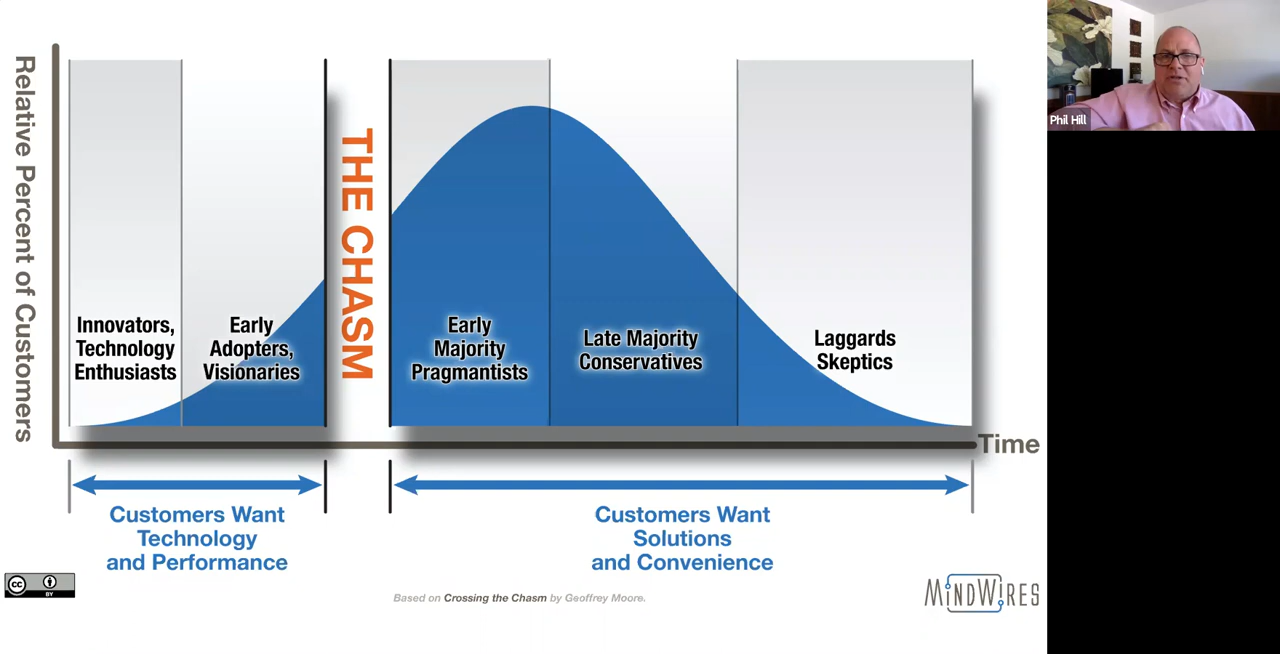 Relative Percent of Customers
THE CHASM
Innovators,
Technology
Enthusiasts
Early
Adopters,
Visionaries
Early
Majority
Pragmantists
Late Majority
Conservatives
Laggards
Skeptics
Time
Customers Want
Technology
and Performance
Customers Want
Solutions
and Convenience
cc
BY
Based on Crossing the Chasm by Geoffrey Moore.
MINDWIRES
Phil Hill